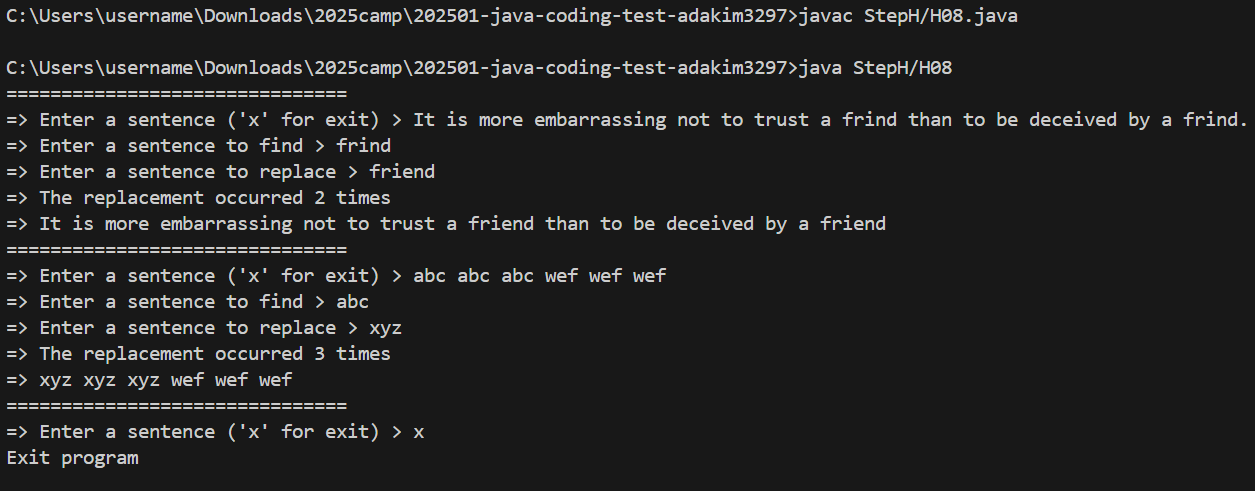 C:\Users\username\Downloads\2025camp\202501-java-coding-test-adakim3297>javac StepH/H08.java
C:\Users\username\Downloads\2025camp\202501-java-coding-test-adakim3297>java StepH/H08
===============================
=> Enter a sentence ('x' for exit) > It is more embarrassing not to trust a frind than to be deceived by a frind.
=> Enter a sentence to find > frind
=> Enter a sentence to replace > friend
=> The replacement occurred 2 times
=> It is more embarrassing not to trust a friend than to be deceived by a friend
===============================
=> Enter a sentence ('x' for exit) > abc abc abc wef wef wef
=> Enter a sentence to find > abc
=> Enter a sentence to replace > xyz
=> The replacement occurred 3 times
=> xyz xyz xyz wef wef wef
===============================
=> Enter a sentence ('x' for exit) > x
Exit program